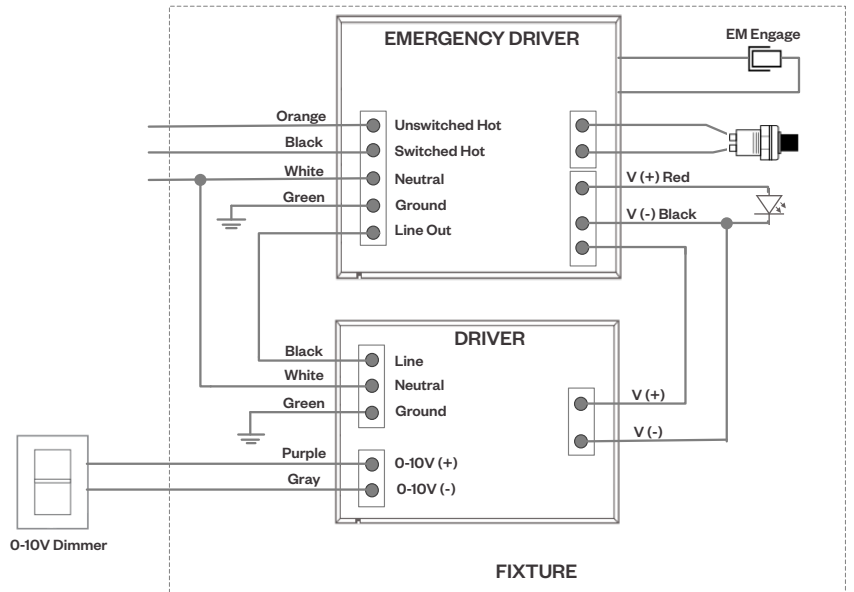 EMERGENCY DRIVER
EM Engage
Orange
Unswitched Hot
Black
Switched Hot
White
Neutral
V (+) Red
Green
Ground
V (-) Black
Line Out
DRIVER
Black
Line
White
Neutral
V (+)
Green
Ground
V (-)
Purple
0-10V (+)
Gray
0-10V (-)
0-10V Dimmer
FIXTURE